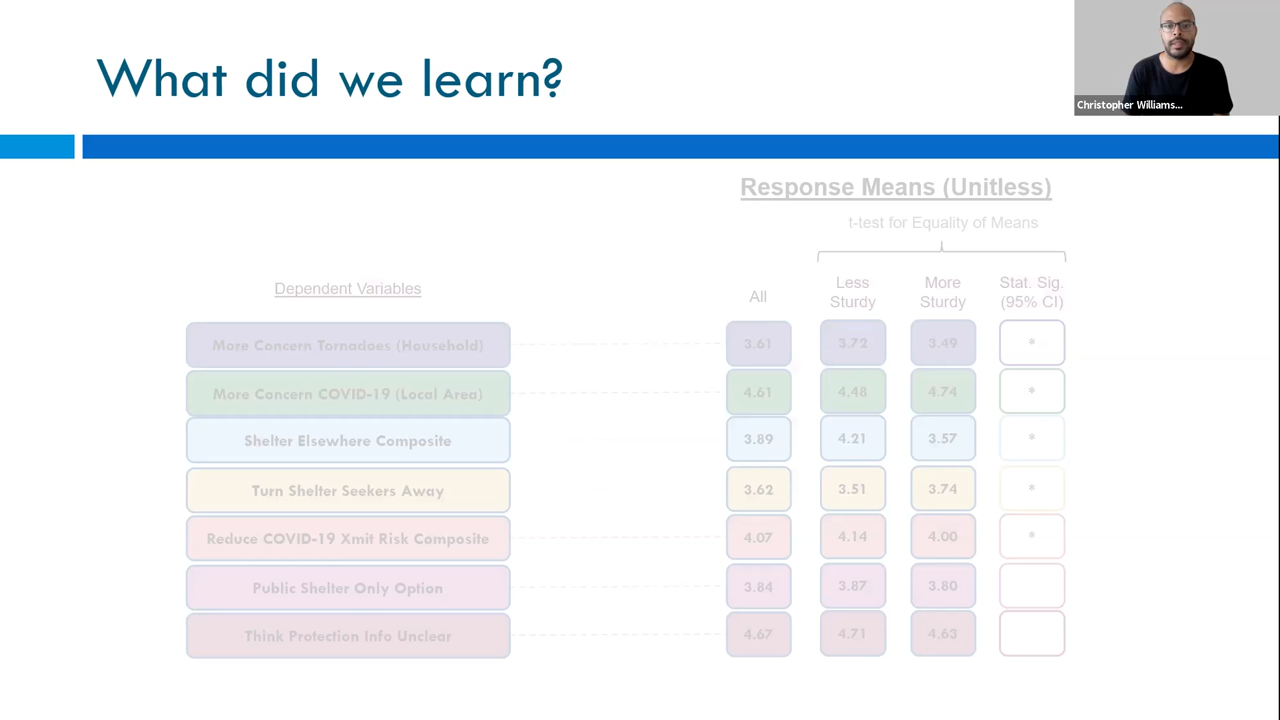 What did we learn?
Christopher Williams...
Response Means (Unitless)
t-test for Equality of Means
Dependent Variables
All
Less
Sturdy
More
Sturdy
Stat. Sig.
(95% CI)
More Concern Tornadoes (Household) 3.61 3.72 3.49 *
More Concern COVID-19 (Local Area) 4.61 4.48 4.74 *
Shelter Elsewhere Composite 3.89 4.21 3.57 *
Turn Shelter Seekers Away 3.62 3.51 3.74 *
Reduce COVID-19 Xmit Risk Composite 4.07 4.14 4.00 *
Public Shelter Only Option 3.84 3.87 3.80
Think Protection Info Unclear 4.67 4.71 4.63